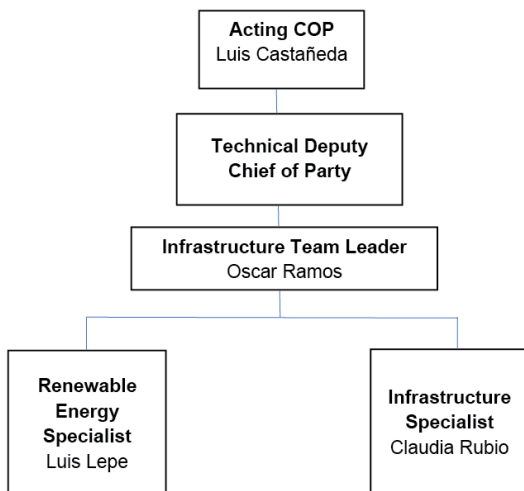 Acting COP
Luis Castañeda
Technical Deputy
Chief of Party
Infrastructure Team Leader
Oscar Ramos
Renewable
Energy
Specialist
Luis Lepe
Infrastructure
Specialist
Claudia Rubio